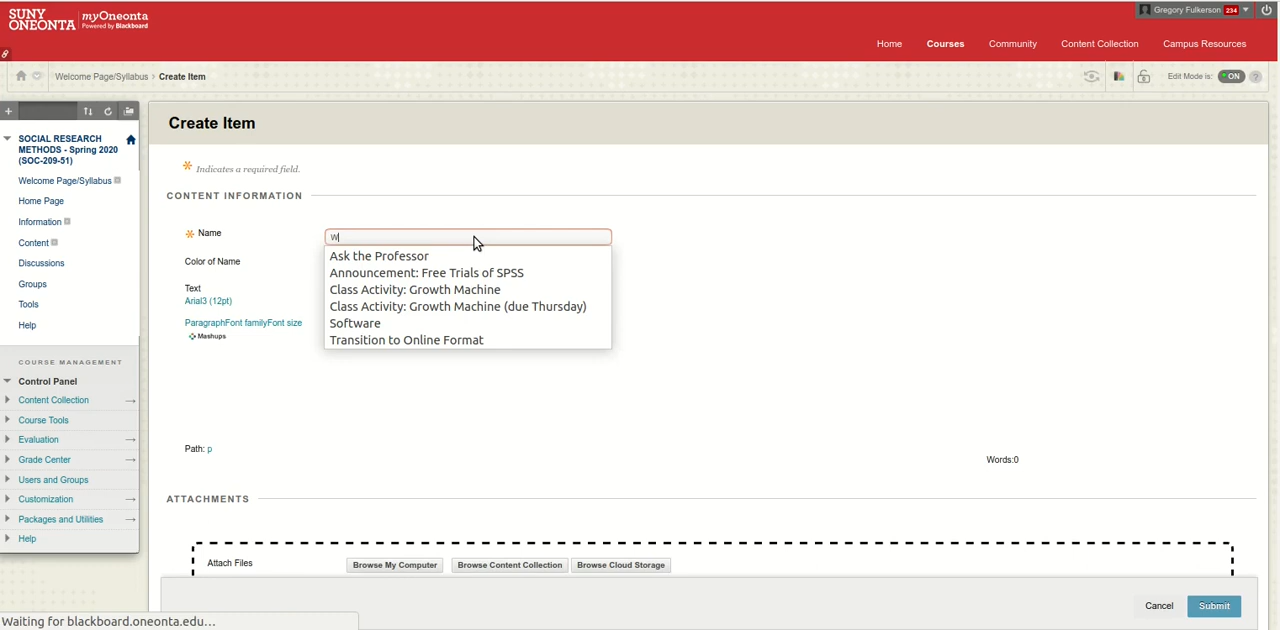 SUNY
ONEONTA
myOneonta
Powered by Blackboard
Gregory Fulkerson 234
Home
Courses
Community
Content Collection
Campus Resources
Welcome Page/Syllabus
Create Item
Edit Mode is: ON ?
SOCIAL RESEARCH
METHODS - Spring 2020
(SOC-209-51)
Welcome Page/Syllabus
Home Page
Information
Content
Discussions
Groups
Tools
Help
COURSE MANAGEMENT
Control Panel
Content Collection
Course Tools
Evaluation
Grade Center
Users and Groups
Customization
Packages and Utilities
Help
Create Item
Indicates a required field.
CONTENT INFORMATION
Name
W
Ask the Professor
Announcement: Free Trials of SPSS
Class Activity: Growth Machine
Class Activity: Growth Machine (due Thursday)
Software
Transition to Online Format
Color of Name
Text
Arial3 (12pt)
ParagraphFont familyFont size
Mashups
Path: p
Words:0
ATTACHMENTS
Attach Files
Browse My Computer
Browse Content Collection
Browse Cloud Storage
Cancel
Submit
Waiting for blackboard.oneonta.edu...